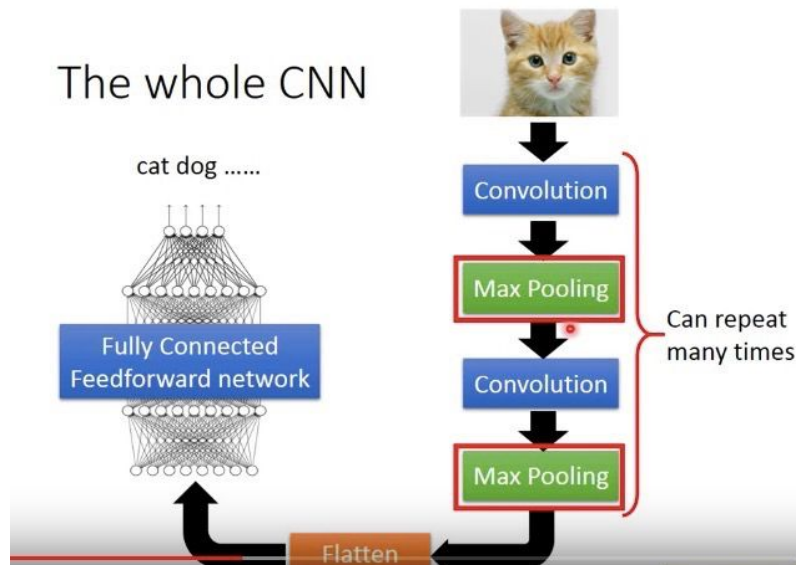 The whole CNN
cat dog ......
Fully Connected
Feedforward network
Convolution
Max Pooling
Convolution
Max Pooling
Can repeat
many times
Flatten